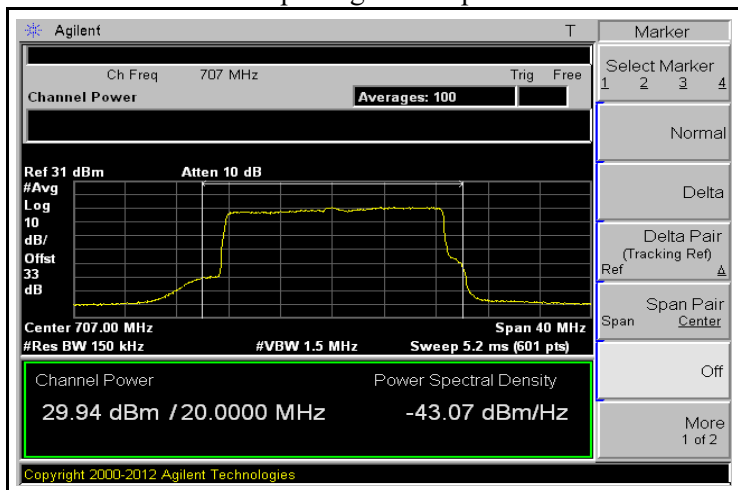 Agilent T Marker
Ch Freq 707 MHz Trig Free
Channel Power Averages: 100
Select Marker
1 2 3 4
Normal
Ref 31 dBm Atten 10 dB
#Avg
Log
10
dB/
Offst
33
dB
Delta
Delta Pair
(Tracking Ref)
Ref Δ
Span Pair
Span Center
Center 707.00 MHz Span 40 MHz
#Res BW 150 kHz #VBW 1.5 MHz Sweep 5.2 ms (601 pts)
Off
Channel Power Power Spectral Density
29.94 dBm / 20.0000 MHz -43.07 dBm/Hz
More
1 of 2
Copyright 2000-2012 Agilent Technologies